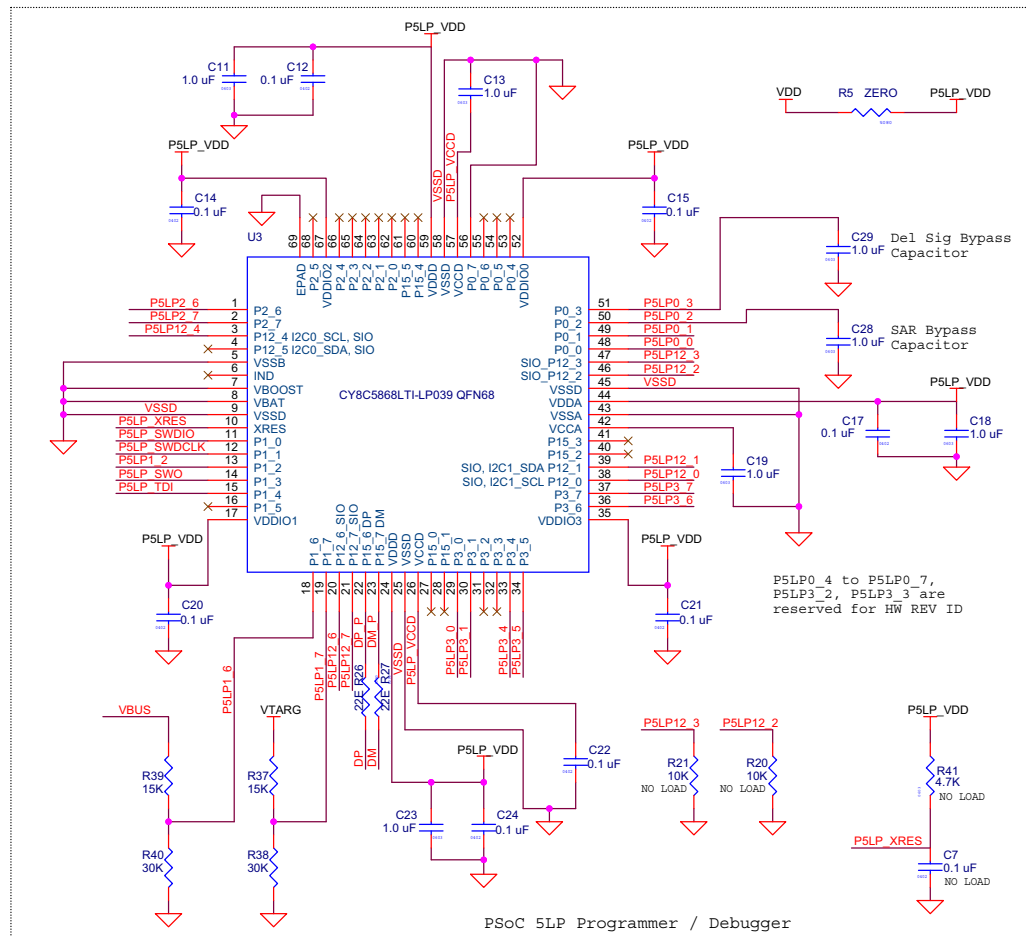 P5LP_VDD
C11
1.0 uF
C12
0.1 uF
C13
1.0 uF
VDD
R5 ZERO
P5LP_VDD
P5LP_VDD
C14
0.1 uF
VSSD
P5LP_VCCD
P5LP_VDD
C15
0.1 uF
C29
1.0 uF
Del Sig Bypass
Capacitor
C28
1.0 uF
SAR Bypass
Capacitor
U3
69 68 67 66 65 64 63 62 61 60 59 58 57 56 55 54 53 52
EPAD P2_5 VDDIO2 P2_4 P2_3 P2_2 P2_1 P2_0 P15_5 P15_4 VDDD VSSD VCCD P0_7 P0_6 P0_5 P0_4 VDDIO0
P5LP2_6 1 P2_6
P5LP2_7 2 P2_7
P5LP12_4 3 P12_4 I2C0_SCL, SIO
4 P12_5 I2C0_SDA, SIO
5 VSSB
6 IND
7 VBOOST
8 VBAT
VSSD 9 VSSD
P5LP_XRES 10 XRES
P5LP_SWDIO 11 P1_0
P5LP_SWDCLK 12 P1_1
P5LP1_2 13 P1_2
P5LP_SWO 14 P1_3
P5LP_TDI 15 P1_4
16 P1_5
17 VDDIO1
CY8C5868LTI-LP039 QFN68
P0_3 51 P5LP0_3
P0_2 50 P5LP0_2
P0_1 49 P5LP0_1
P0_0 48 P5LP0_0
SIO_P12_3 47 P5LP12_3
SIO_P12_2 46 P5LP12_2
VSSD 45 VSSD
VDDA 44
VSSA 43
VCCA 42
P15_3 41
P15_2 40
SIO, I2C1_SDA P12_1 39 P5LP12_1
SIO, I2C1_SCL P12_0 38 P5LP12_0
P3_7 37 P5LP3_7
P3_6 36 P5LP3_6
VDDIO3 35
P5LP_VDD
C17
0.1 uF
C18
1.0 uF
C19
1.0 uF
P1_6 P1_7 P12_6_SIO P12_7_SIO P15_6 DP P15_7 DM VDDD VSSD VCCD P15_0 P15_1 P3_0 P3_1 P3_2 P3_3 P3_4 P3_5
18 19 20 21 22 23 24 25 26 27 28 29 30 31 32 33 34
P5LP_VDD
C20
0.1 uF
P5LP_VDD
C21
0.1 uF
P5LP0_4 to P5LP0_7,
P5LP3_2, P5LP3_3 are
reserved for HW REV ID
P5LP1_6
P5LP1_7
P5LP12_6
P5LP12_7
DP_P
DM_P
VSSD
P5LP_VCCD
P5LP3_0
P5LP3_1
P5LP3_4
P5LP3_5
22E R26
22E R27
DP
DM
VBUS
R39
15K
R40
30K
VTARG
R37
15K
R38
30K
P5LP_VDD
C23
1.0 uF
C24
0.1 uF
C22
0.1 uF
P5LP12_3
R21
10K
NO LOAD
P5LP12_2
R20
10K
NO LOAD
P5LP_VDD
R41
4.7K
NO LOAD
P5LP_XRES
C7
0.1 uF
NO LOAD
PSoC 5LP Programmer / Debugger